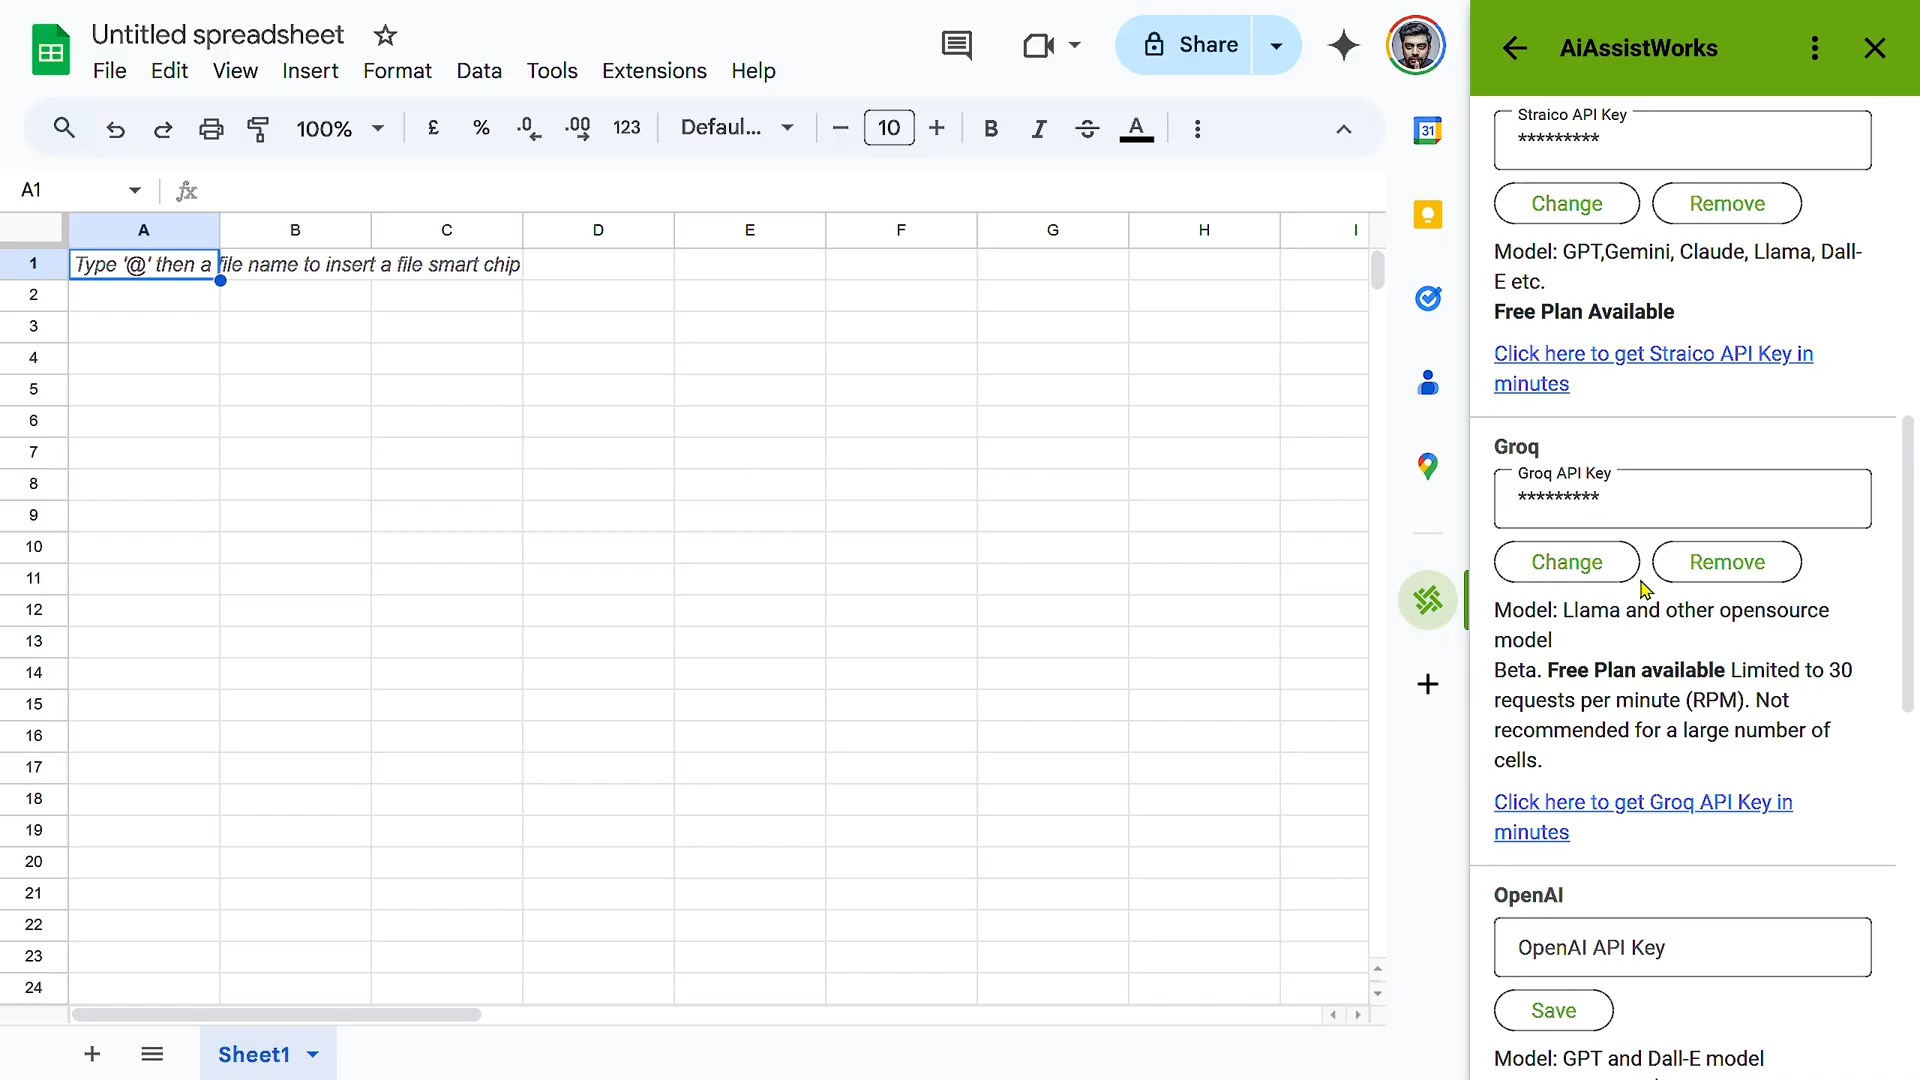 Untitled spreadsheet
File Edit View Insert Format Data Tools Extensions Help
Share
100% £ % .0 .00 123 Defaul... 10 B I S A
A1 fx
A B C D E F G H I
1 Type '@' then a file name to insert a file smart chip
2
3
4
5
6
7
8
9
10
11
12
13
14
15
16
17
18
19
20
21
22
23
24
Sheet1
31
AiAssistWorks
Straico API Key
*********
Change Remove
Model: GPT,Gemini, Claude, Llama, Dall-
E etc.
Free Plan Available
Click here to get Straico API Key in
minutes
Groq
Groq API Key
*********
Change Remove
Model: Llama and other opensource
model
Beta. Free Plan available Limited to 30
requests per minute (RPM). Not
recommended for a large number of
cells.
Click here to get Groq API Key in
minutes
OpenAI
OpenAI API Key
Save
Model: GPT and Dall-E model